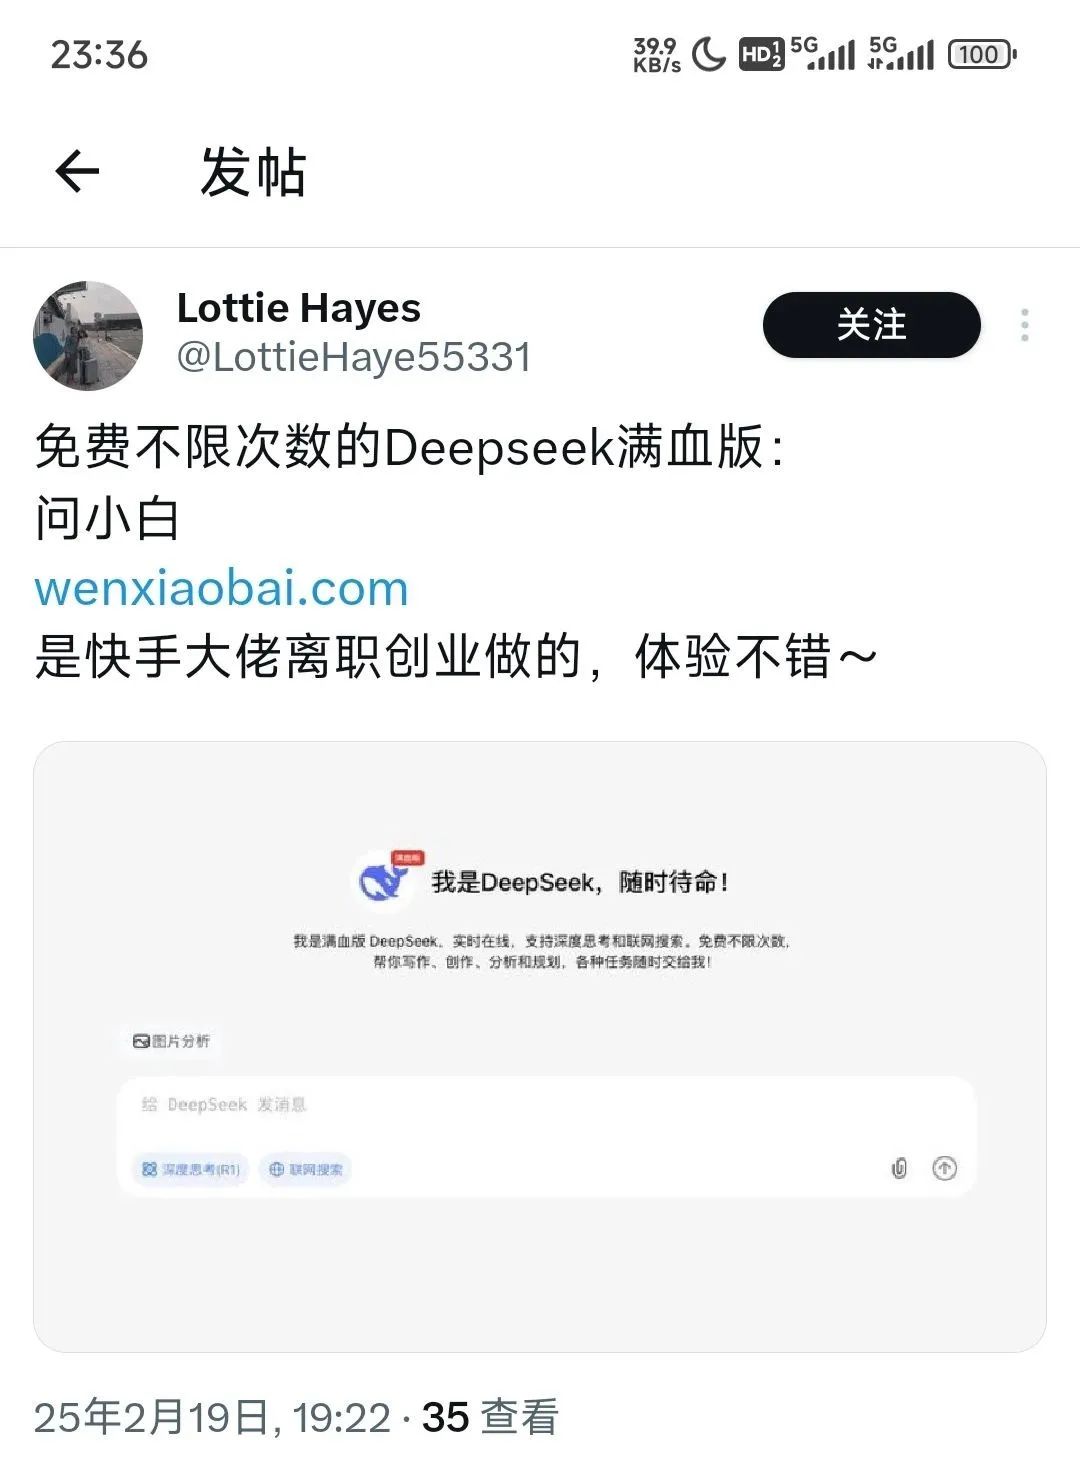 23:36
39.9 KB/s HD 1 2 5G 5G 100
发帖
Lottie Hayes
@LottieHaye55331
关注
免费不限次数的Deepseek满血版：
问小白
wenxiaobai.com
是快手大佬离职创业做的，体验不错～
满血版
我是DeepSeek，随时待命！
我是满血版 DeepSeek，实时在线，支持深度思考和联网搜索。免费不限次数，
帮你写作、创作、分析和规划，各种任务随时交给我！
图片分析
给 DeepSeek 发消息
深度思考(R1) 联网搜索
25年2月19日, 19:22 · 35 查看